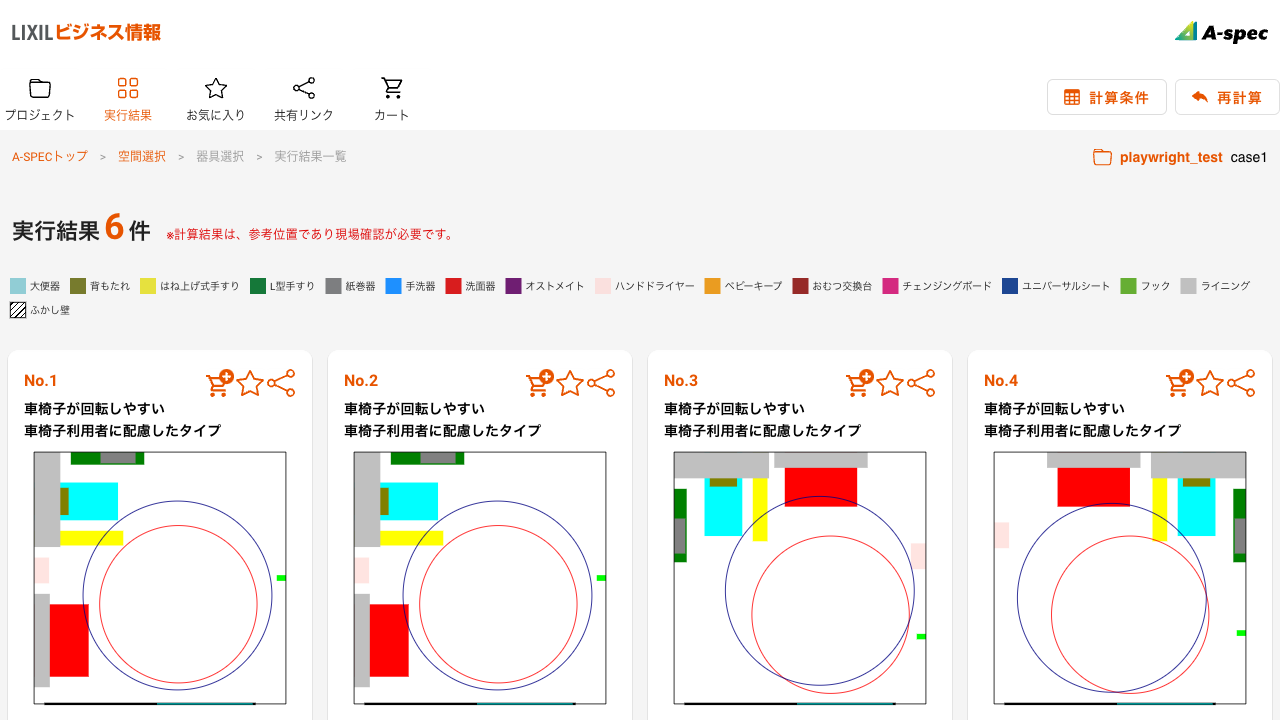 LIXILビジネス情報
A-spec
プロジェクト
実行結果
お気に入り
共有リンク
カート
計算条件
再計算
A-SPECトップ > 空間選択 > 器具選択 > 実行結果一覧
playwright_test case1
実行結果 6 件 ※計算結果は、参考位置であり現場確認が必要です。
大便器 背もたれ はね上げ式手すり L型手すり 紙巻器 手洗器 洗面器 オストメイト ハンドドライヤー ベビーキープ おむつ交換台 チェンジングボード ユニバーサルシート フック ライニング
ふかし壁
No.1
車椅子が回転しやすい
車椅子利用者に配慮したタイプ
No.2
車椅子が回転しやすい
車椅子利用者に配慮したタイプ
No.3
車椅子が回転しやすい
車椅子利用者に配慮したタイプ
No.4
車椅子が回転しやすい
車椅子利用者に配慮したタイプ